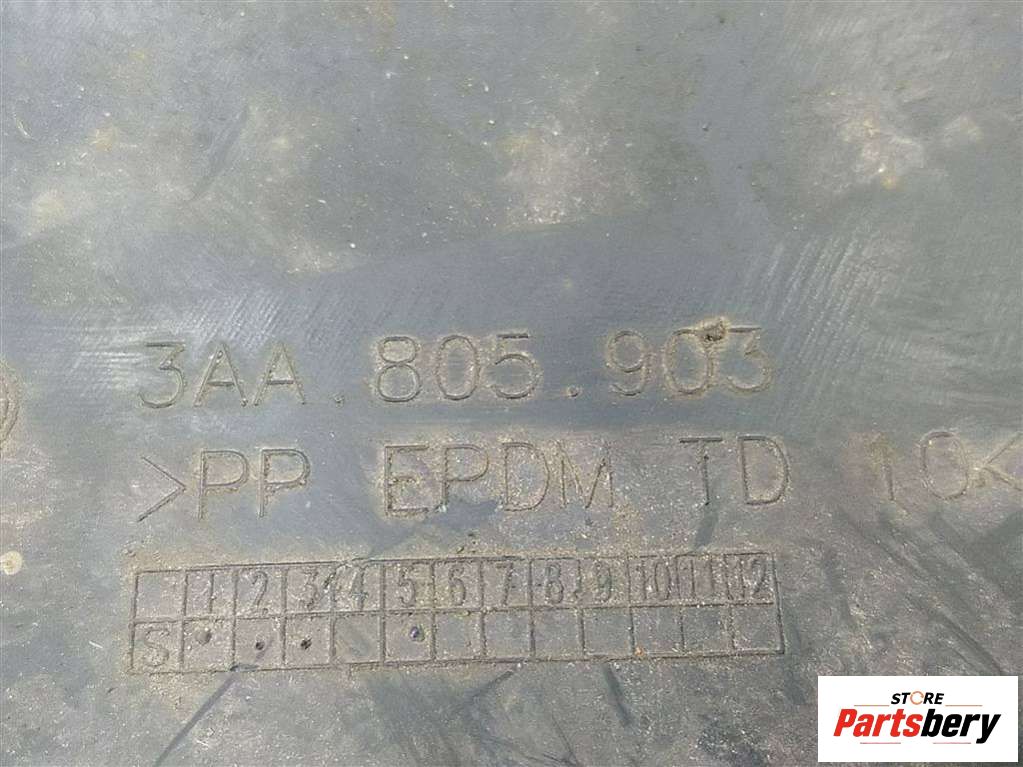 3AA.805.903
>PP EPDM TD 10<
1 2 3 4 5 6 7 8 9 10 11 12
S
STORE
Partsbery